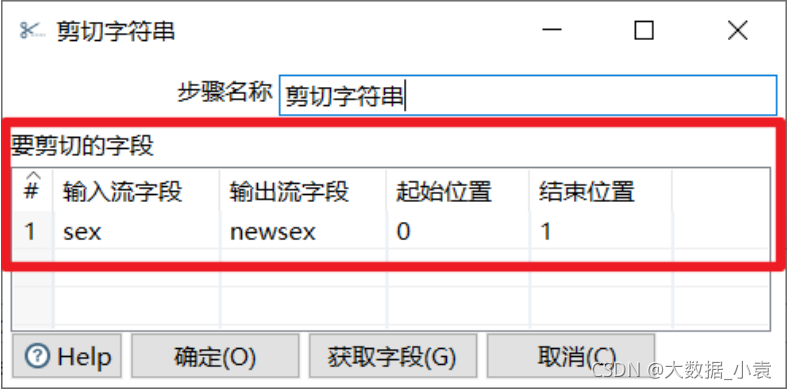 剪切字符串
步骤名称 剪切字符串
要剪切的字段
# 输入流字段 输出流字段 起始位置 结束位置
1 sex newsex 0 1
Help 确定(O) 获取字段(G) 取消(C)
CSDN @大数据_小袁